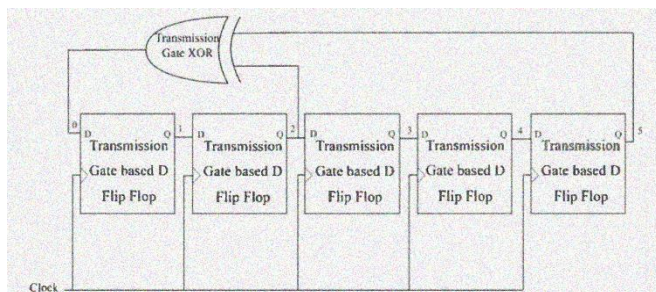 Transmission
Gate XOR
0 1 2 3 4 5
D Q D Q D Q D Q D Q
Transmission Transmission Transmission Transmission Transmission
Gate based D Gate based D Gate based D Gate based D Gate based D
Flip Flop Flip Flop Flip Flop Flip Flop Flip Flop
Clock